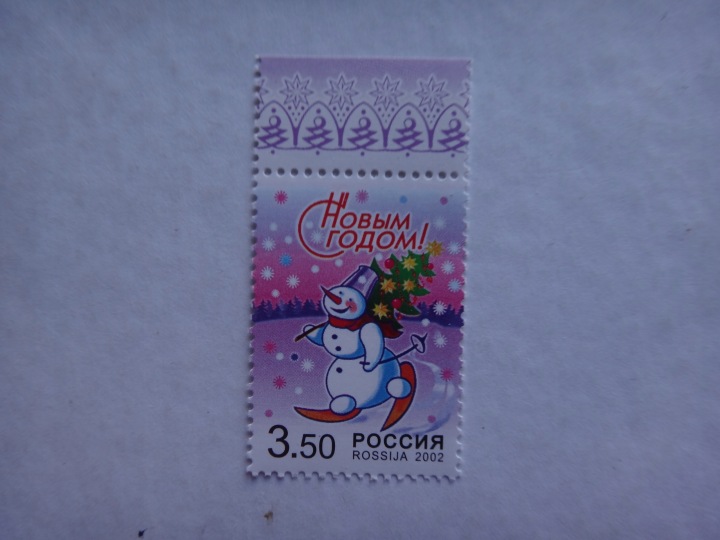 С Новым
годом!
3.50 РОССИЯ
ROSSIJA 2002